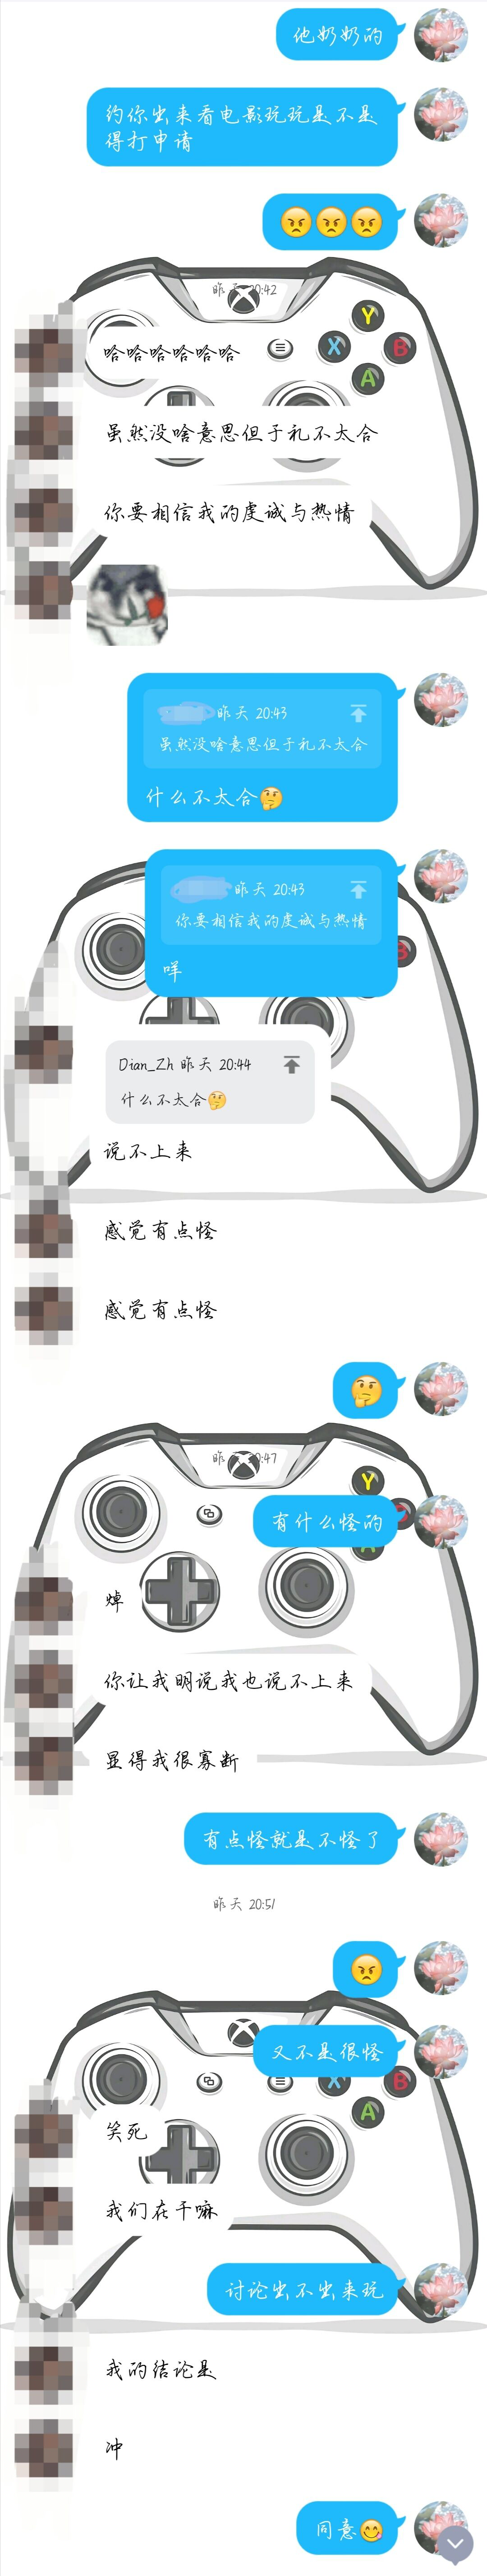 他奶奶的
约你出来看电影玩玩是不是
得打申请
😠😠😠
昨天 20:42
Y
X
B
A
哈哈哈哈哈哈
虽然没啥意思但于礼不太合
你要相信我的虔诚与热情
昨天 20:43
虽然没啥意思但于礼不太合
什么不太合🤔
昨天 20:43
你要相信我的虔诚与热情
B
咩
Dian_Zh 昨天 20:44
什么不太合🤔
说不上来
感觉有点怪
感觉有点怪
🤔
昨天 20:47
Y
有什么怪的
A
焯
你让我明说我也说不上来
显得我很寡断
有点怪就是不怪了
昨天 20:51
😠
又不是很怪
X
B
A
笑死
我们在干嘛
讨论出不出来玩
我的结论是
冲
同意😋